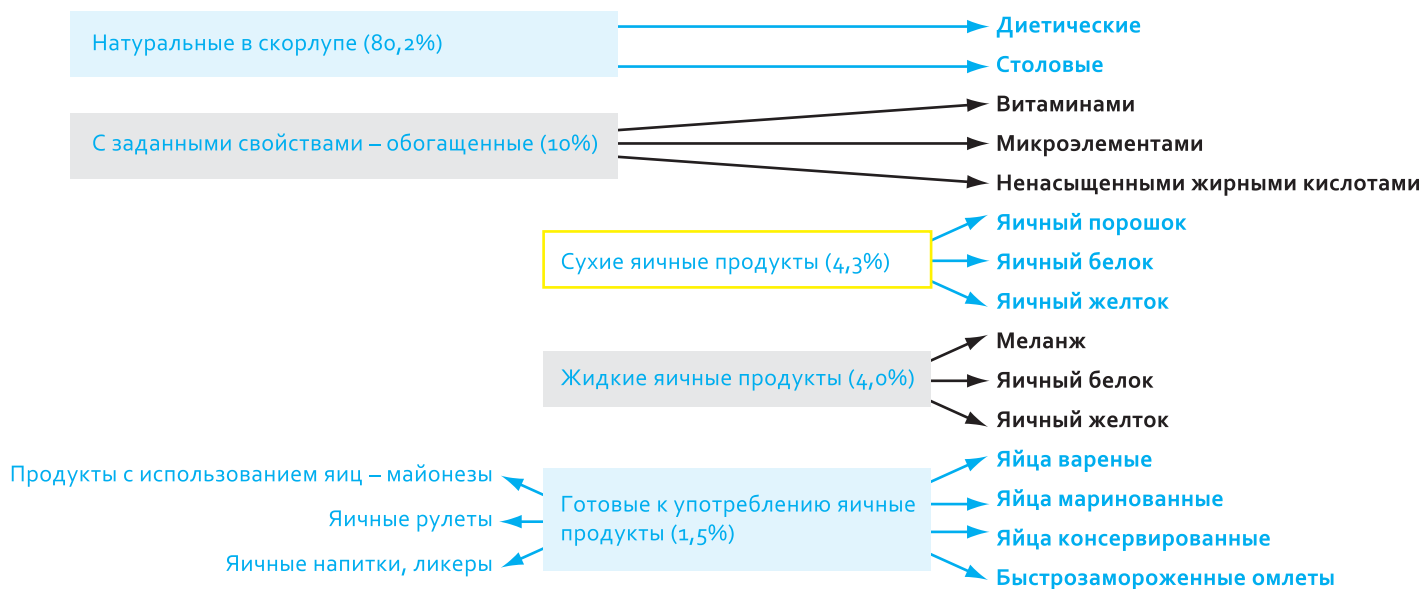 Натуральные в скорлупе (80,2%)
Диетические
Столовые
С заданными свойствами – обогащенные (10%)
Витаминами
Микроэлементами
Ненасыщенными жирными кислотами
Сухие яичные продукты (4,3%)
Яичный порошок
Яичный белок
Яичный желток
Жидкие яичные продукты (4,0%)
Меланж
Яичный белок
Яичный желток
Продукты с использованием яиц – майонезы
Яичные рулеты
Яичные напитки, ликеры
Готовые к употреблению яичные
продукты (1,5%)
Яйца вареные
Яйца маринованные
Яйца консервированные
Быстрозамороженные омлеты